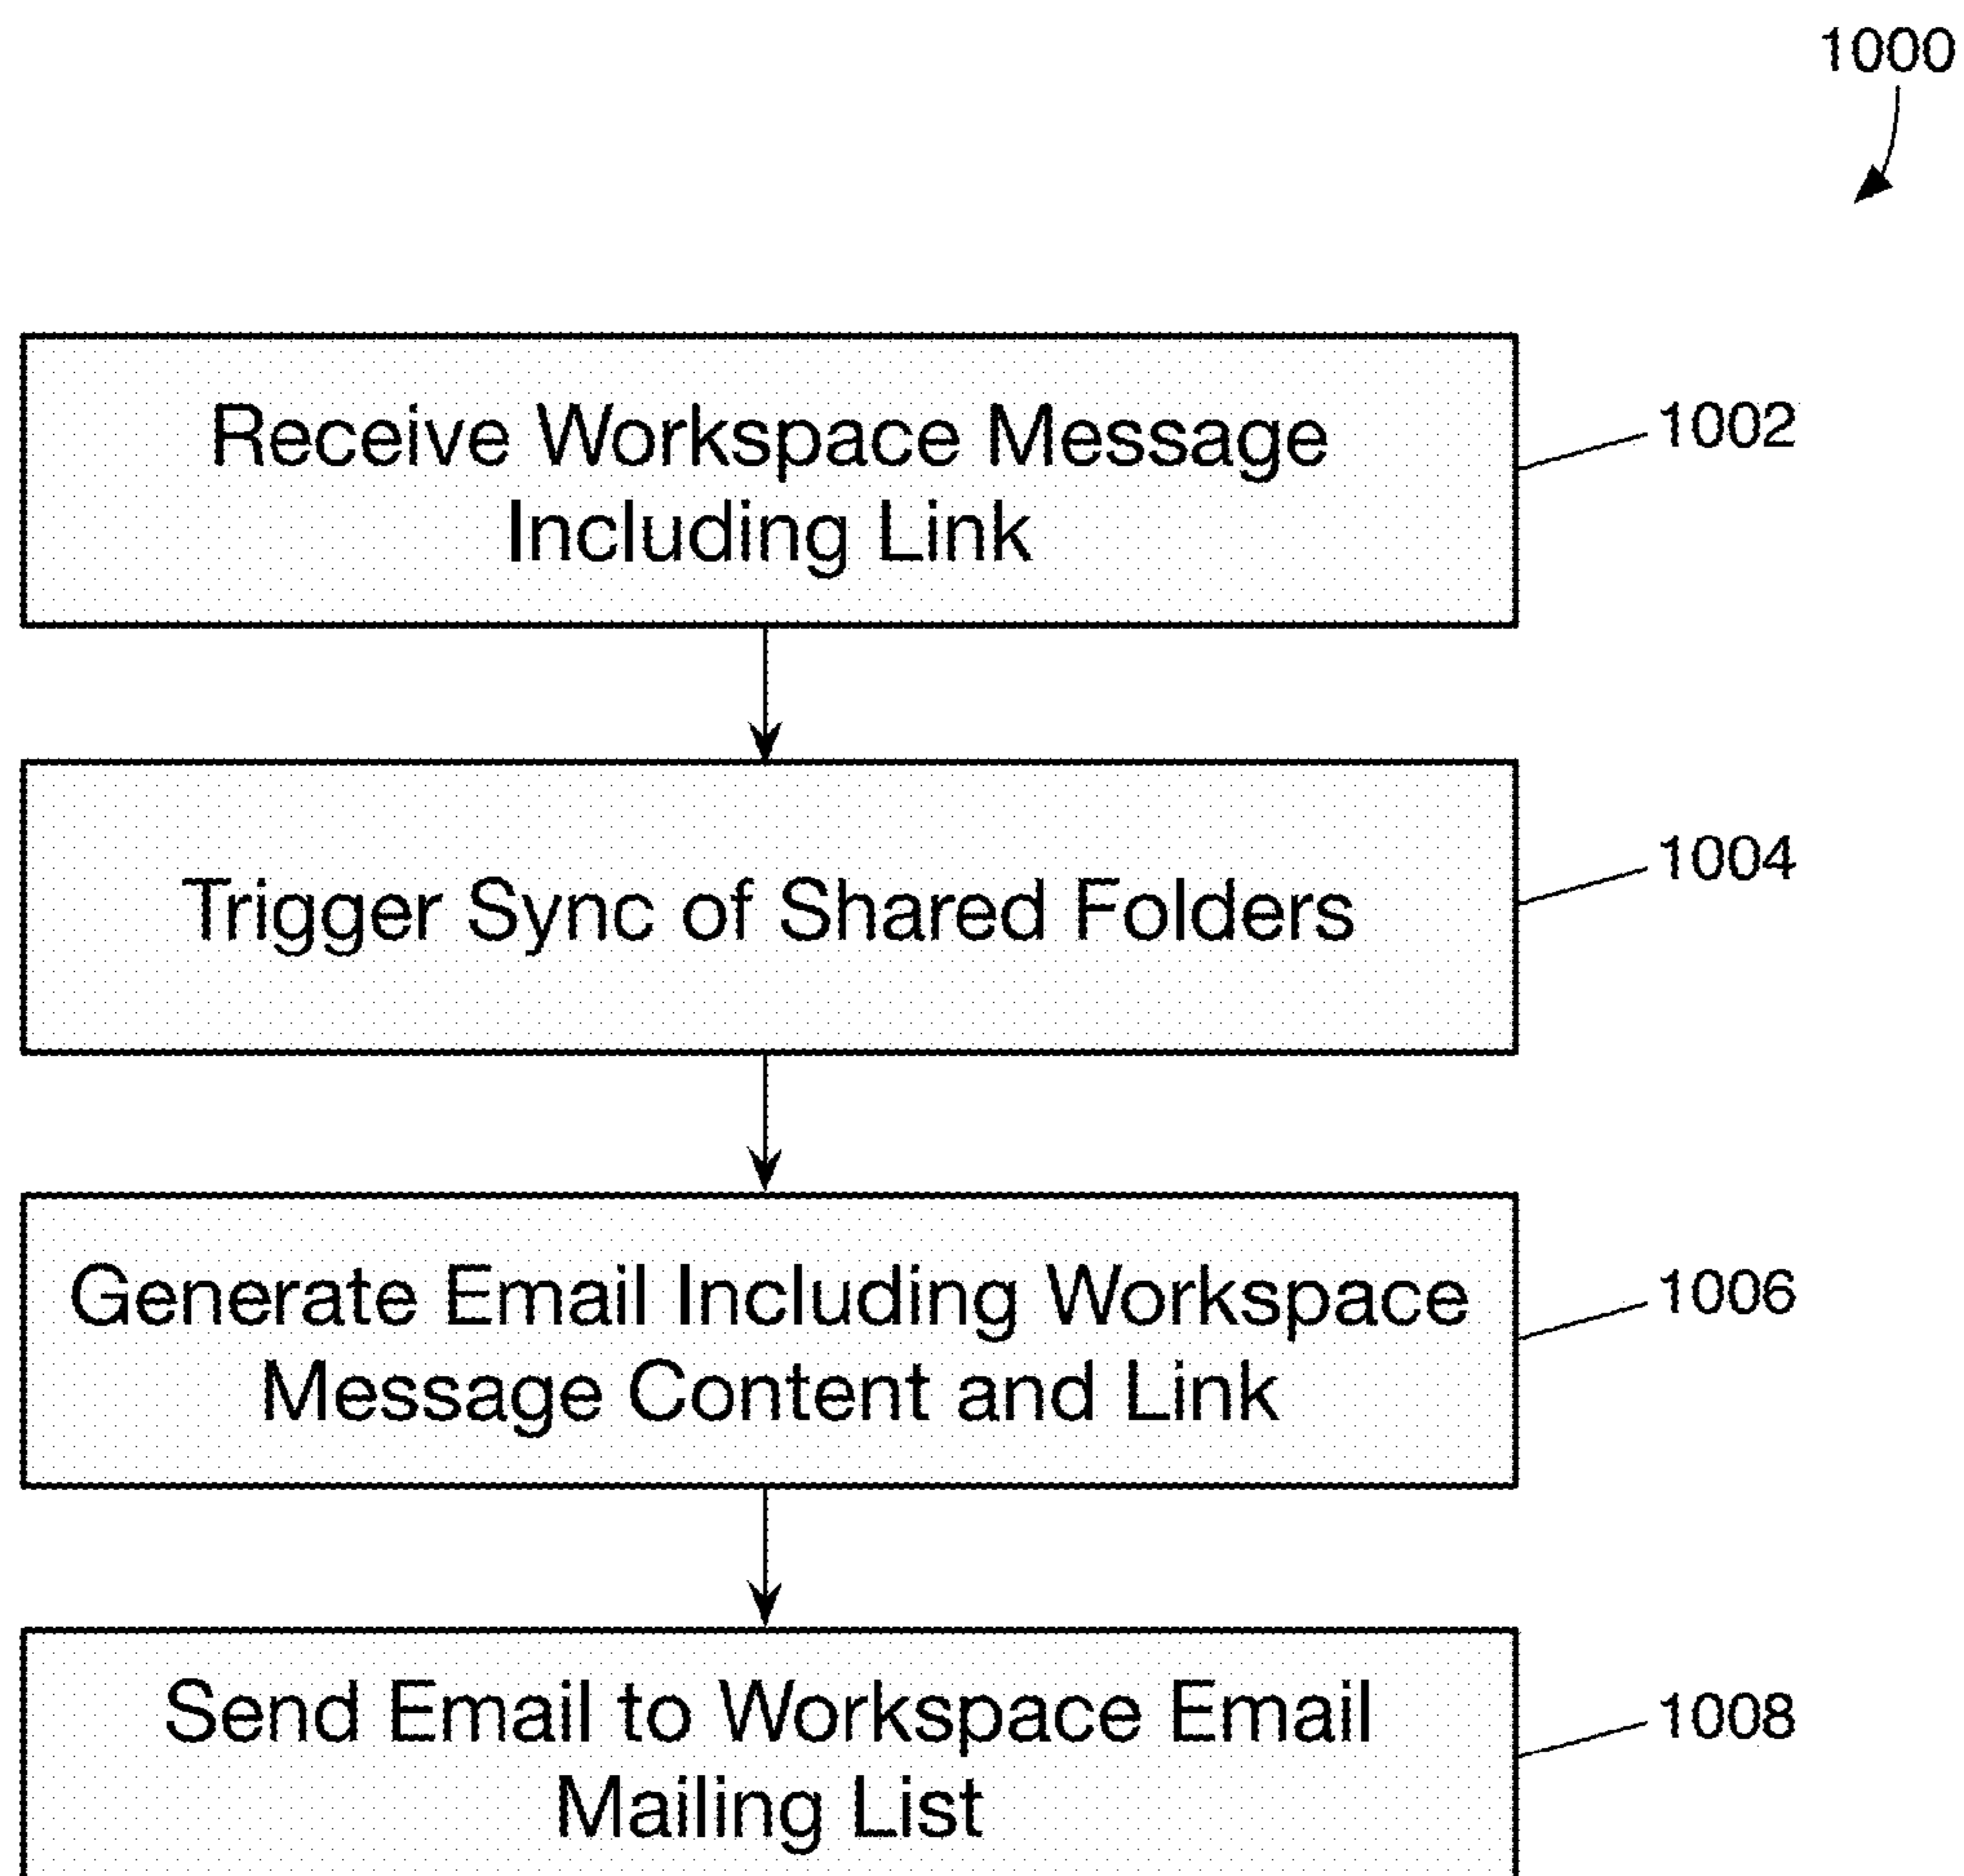 1000
Receive Workspace Message
Including Link
1002
Trigger Sync of Shared Folders
1004
Generate Email Including Workspace
Message Content and Link
1006
Send Email to Workspace Email
Mailing List
1008